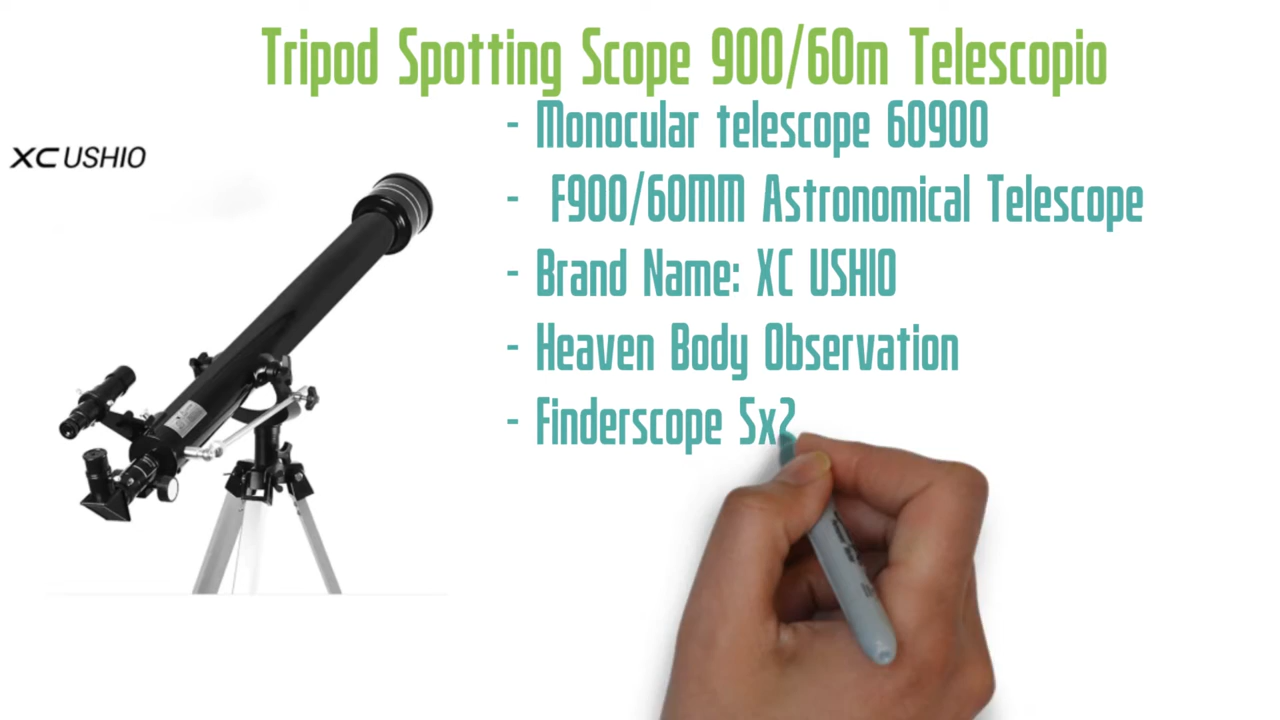 Tripod Spotting Scope 900/60m Telescopio
- Monocular telescope 60900
XC USHIO
- F900/60MM Astronomical Telescope
- Brand Name: XC USHIO
- Heaven Body Observation
- Finderscope 5x2